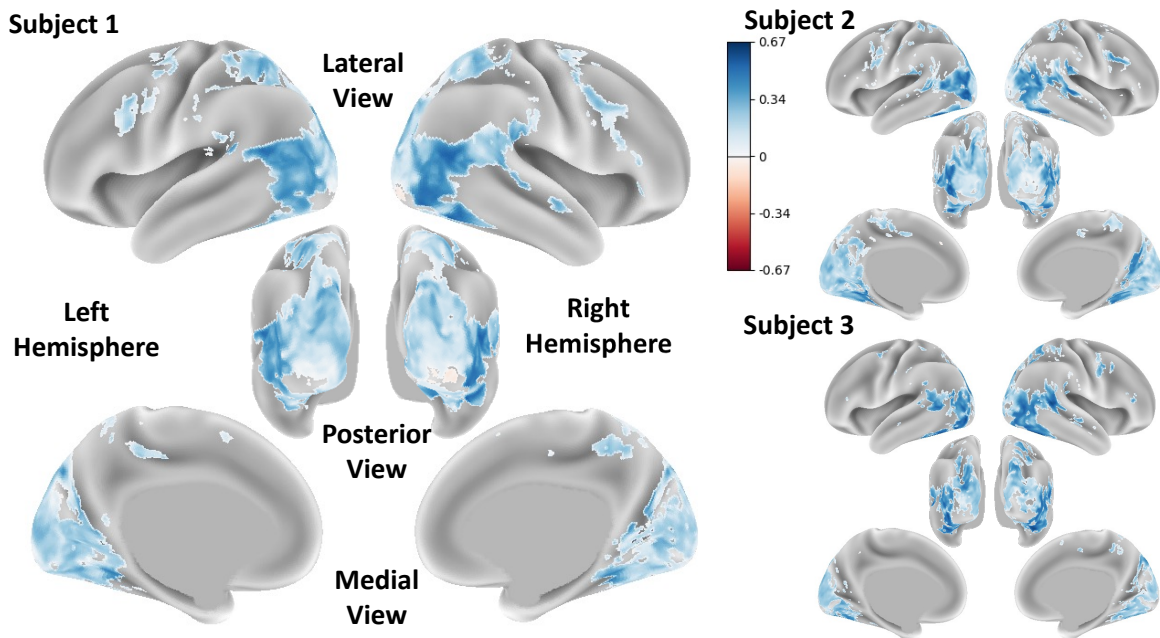 Subject 1
Lateral
View
Left
Hemisphere
Right
Hemisphere
Posterior
View
Medial
View
Subject 2
0.67
0.34
0
-0.34
-0.67
Subject 3